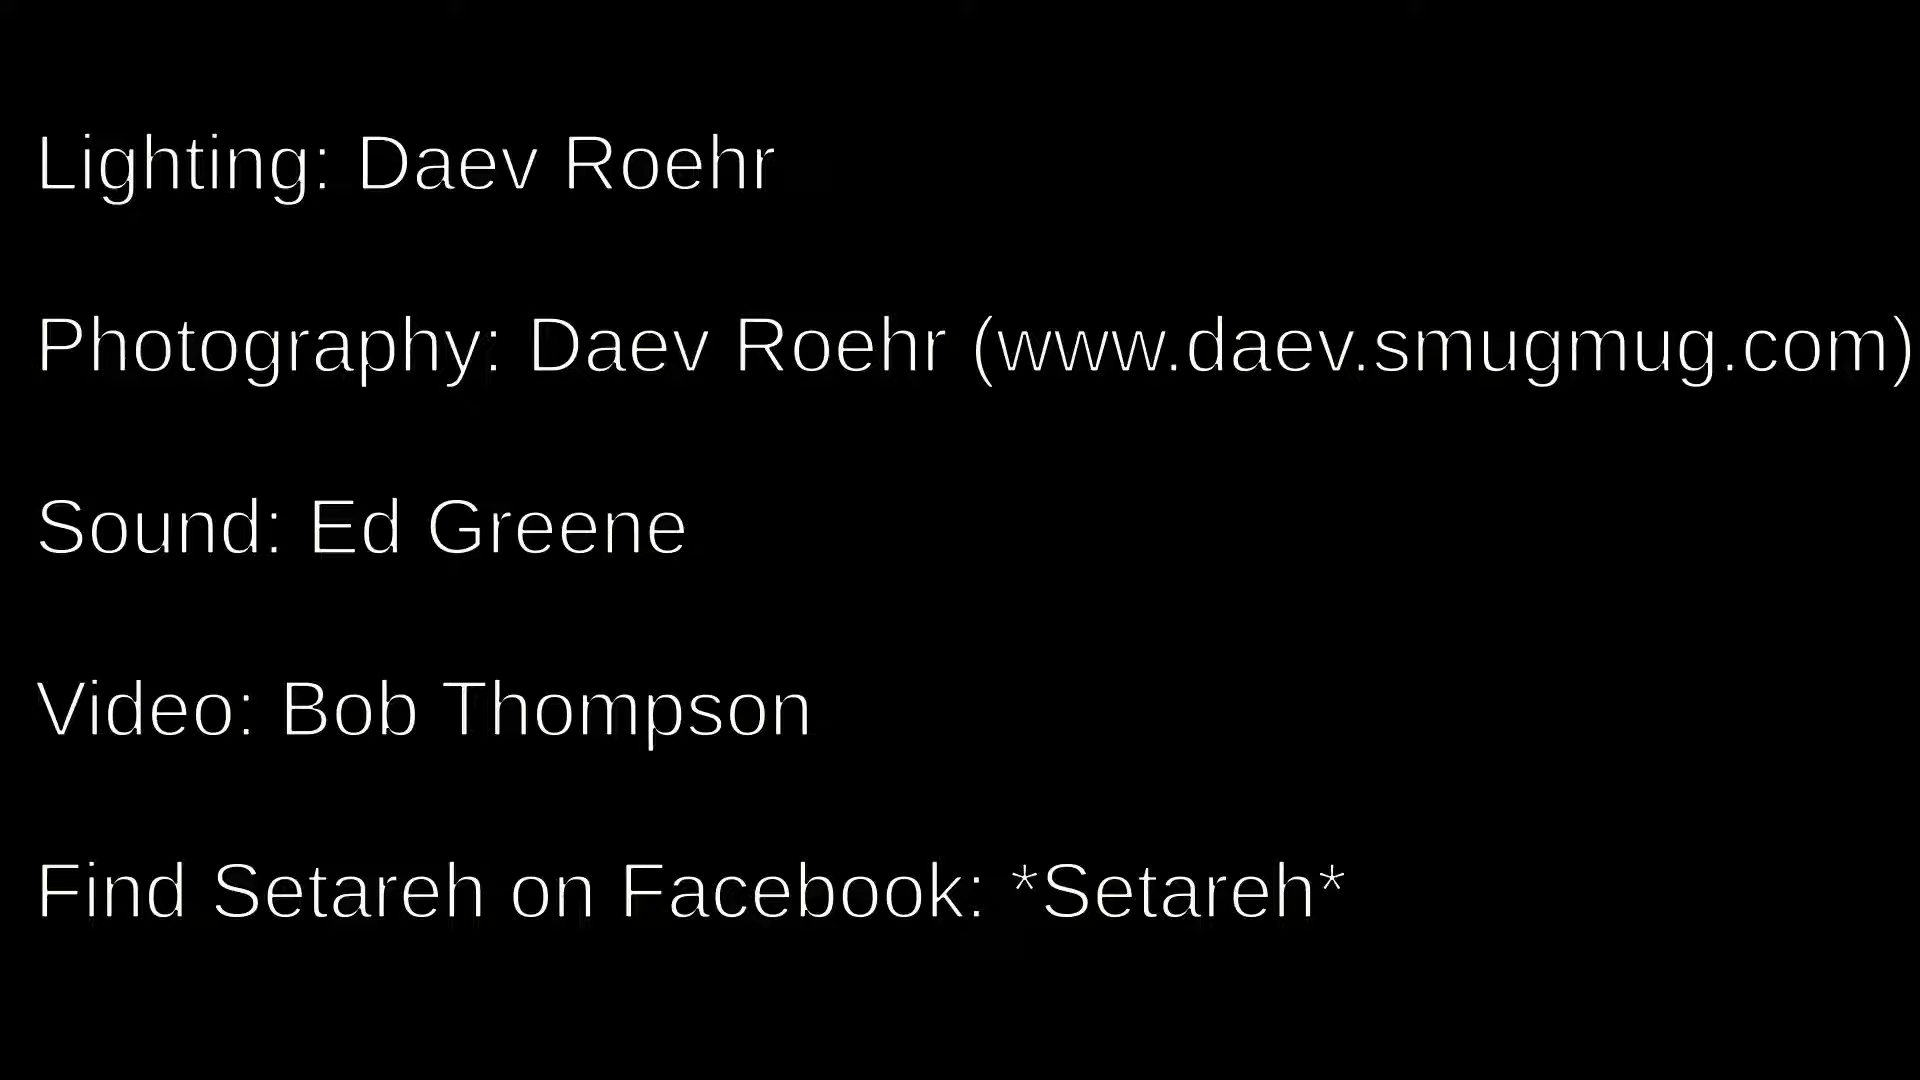 Lighting: Daev Roehr
Photography: Daev Roehr (www.daev.smugmug.com)
Sound: Ed Greene
Video: Bob Thompson
Find Setareh on Facebook: *Setareh*